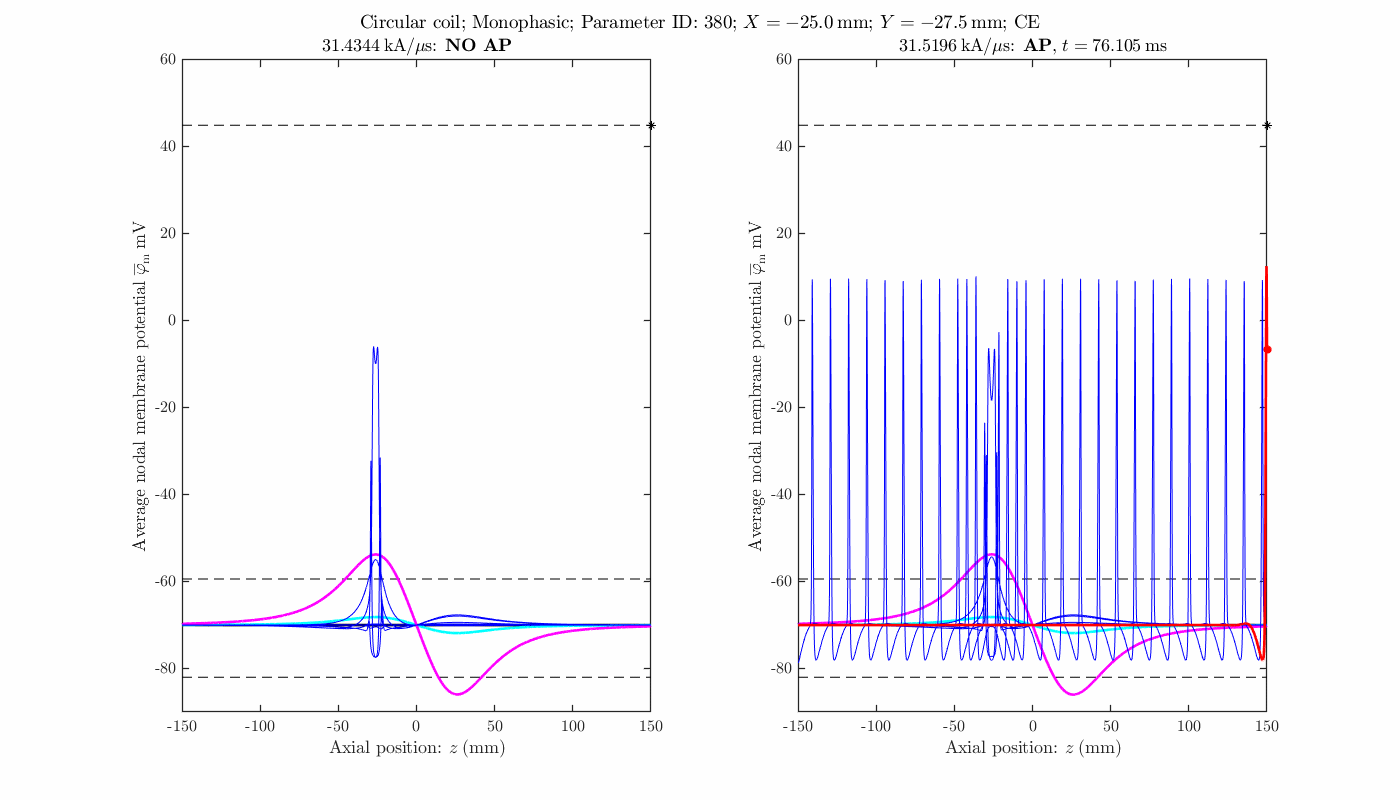 Circular coil; Monophasic; Parameter ID: 380; X = −25.0 mm; Y = −27.5 mm; CE
31.4344 kA/μs: NO AP
60
40
20
0
-20
-40
-60
-80
-150 -100 -50 0 50 100 150
Axial position: z (mm)
Average nodal membrane potential φ̅m mV
31.5196 kA/μs: AP, t = 76.105 ms
60
40
20
0
-20
-40
-60
-80
-150 -100 -50 0 50 100 150
Axial position: z (mm)
Average nodal membrane potential φ̅m mV